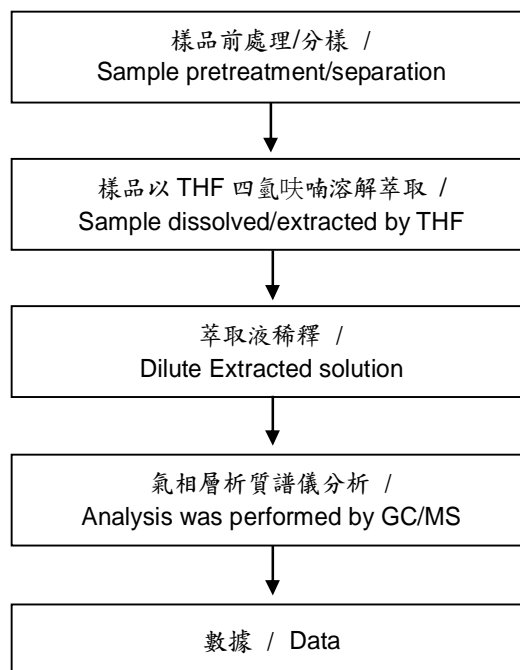 樣品前處理/分樣 /
Sample pretreatment/separation
樣品以 THF 四氫呋喃溶解萃取 /
Sample dissolved/extracted by THF
萃取液稀釋 /
Dilute Extracted solution
氣相層析質譜儀分析 /
Analysis was performed by GC/MS
數據 / Data